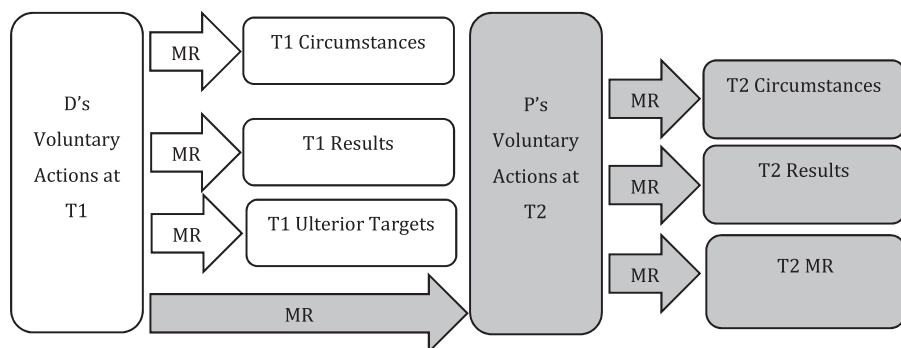 D's
Voluntary
Actions at
T1
MR
T1 Circumstances
MR
T1 Results
MR
T1 Ulterior Targets
MR
P's
Voluntary
Actions at
T2
MR
T2 Circumstances
MR
T2 Results
MR
T2 MR